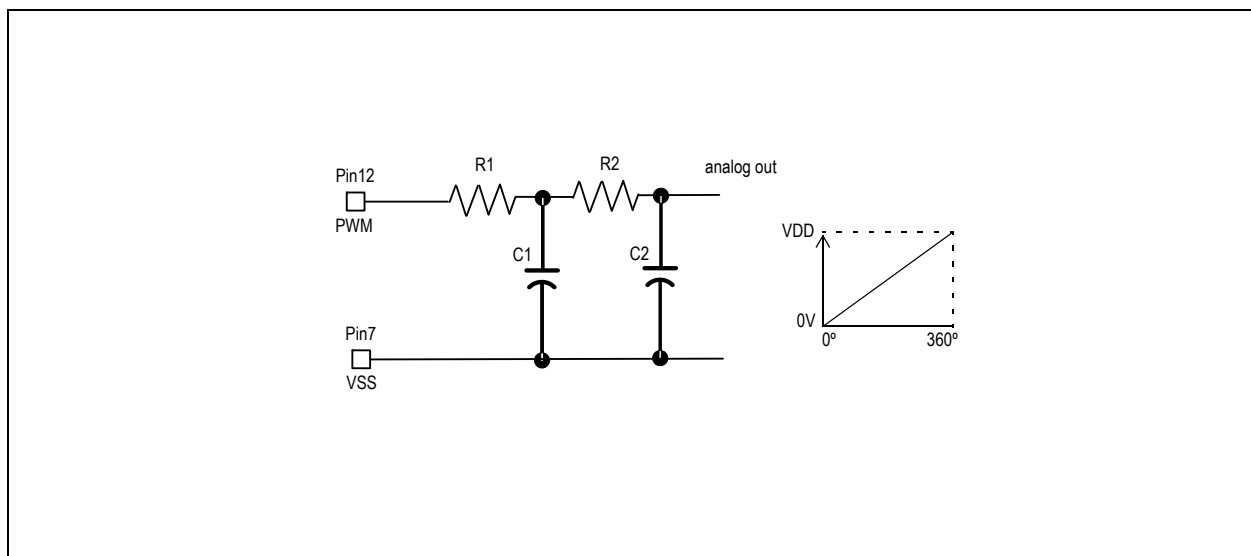 R1
R2
analog out
Pin12
PWM
VDD
C1
C2
0V
0º
360º
Pin7
VSS